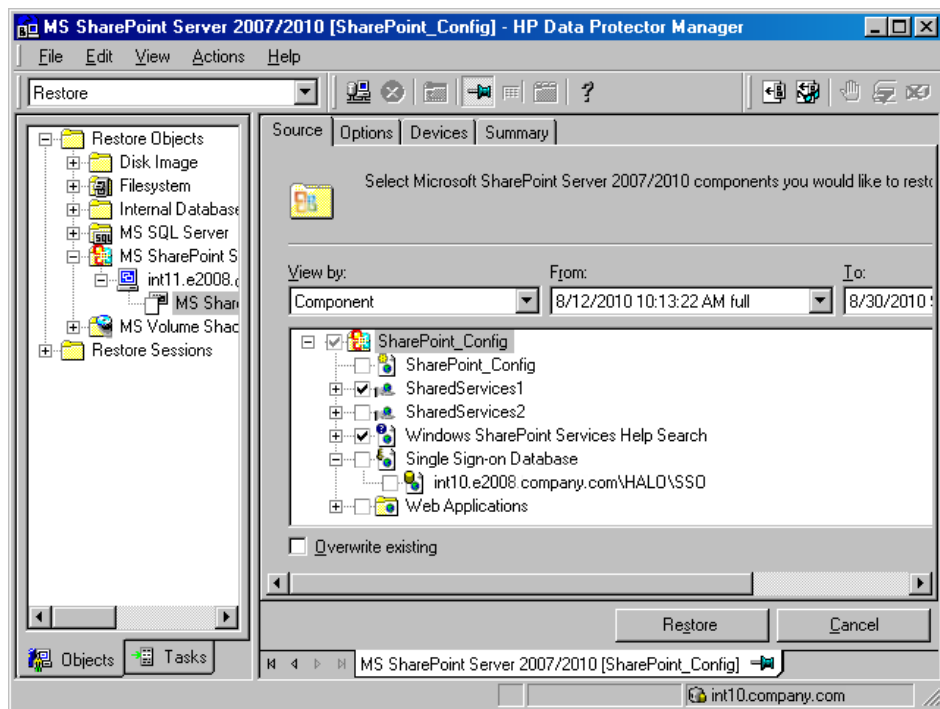 MS SharePoint Server 2007/2010 [SharePoint_Config] - HP Data Protector Manager
File Edit View Actions Help
Restore
Restore Objects
Disk Image
Filesystem
Internal Database
MS SQL Server
MS SharePoint S
int11.e2008.
MS Shar
MS Volume Shad
Restore Sessions
Objects Tasks
Source Options Devices Summary
Select Microsoft SharePoint Server 2007/2010 components you would like to resto
View by: From: To:
Component 8/12/2010 10:13:22 AM full 8/30/2010
SharePoint_Config
SharePoint_Config
SharedServices1
SharedServices2
Windows SharePoint Services Help Search
Single Sign-on Database
int10.e2008.company.com\HALO\SSO
Web Applications
Overwrite existing
Restore Cancel
MS SharePoint Server 2007/2010 [SharePoint_Config]
int10.company.com